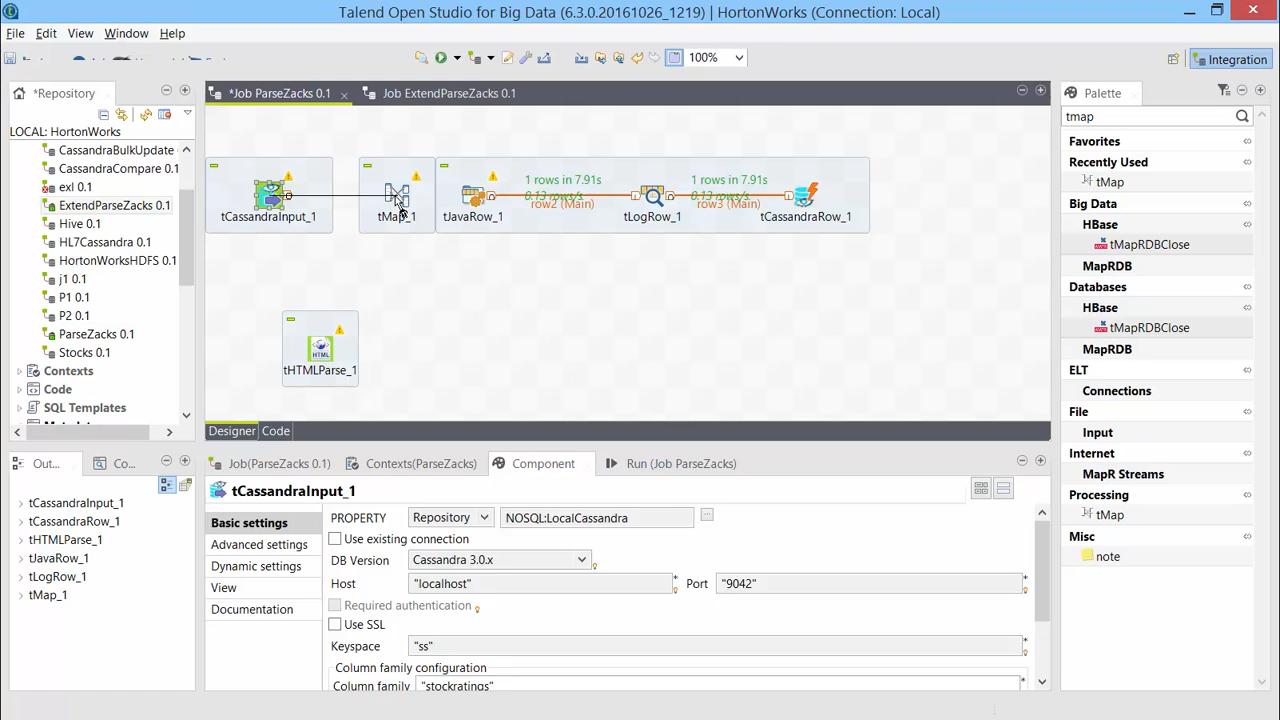 Talend Open Studio for Big Data (6.3.0.20161026_1219) | HortonWorks (Connection: Local)
File Edit View Window Help
100%
Integration
*Repository
LOCAL: HortonWorks
CassandraBulkUpdate
CassandraCompare 0.1
exl 0.1
ExtendParseZacks 0.1
Hive 0.1
HL7Cassandra 0.1
HortonWorksHDFS 0.1
j1 0.1
P1 0.1
P2 0.1
ParseZacks 0.1
Stocks 0.1
Contexts
Code
SQL Templates
*Job ParseZacks 0.1
Job ExtendParseZacks 0.1
tCassandraInput_1
tMap_1
tJavaRow_1
1 rows in 7.91s
0.13 rows/s
row2 (Main)
tLogRow_1
1 rows in 7.91s
0.13 rows/s
row3 (Main)
tCassandraRow_1
HTML
tHTMLParse_1
Designer
Code
Palette
tmap
Favorites
Recently Used
tMap
Big Data
HBase
tMapRDBClose
MapRDB
Databases
HBase
tMapRDBClose
MapRDB
ELT
Connections
File
Input
Internet
MapR Streams
Processing
tMap
Misc
note
Out...
Co...
tCassandraInput_1
tCassandraRow_1
tHTMLParse_1
tJavaRow_1
tLogRow_1
tMap_1
Job(ParseZacks 0.1)
Contexts(ParseZacks)
Component
Run (Job ParseZacks)
tCassandraInput_1
Basic settings
Advanced settings
Dynamic settings
View
Documentation
PROPERTY Repository NOSQL:LocalCassandra ...
Use existing connection
DB Version Cassandra 3.0.x
Host "localhost" * Port "9042" *
Required authentication
Use SSL
Keyspace "ss" *
Column family configuration
Column family "stockratings" *